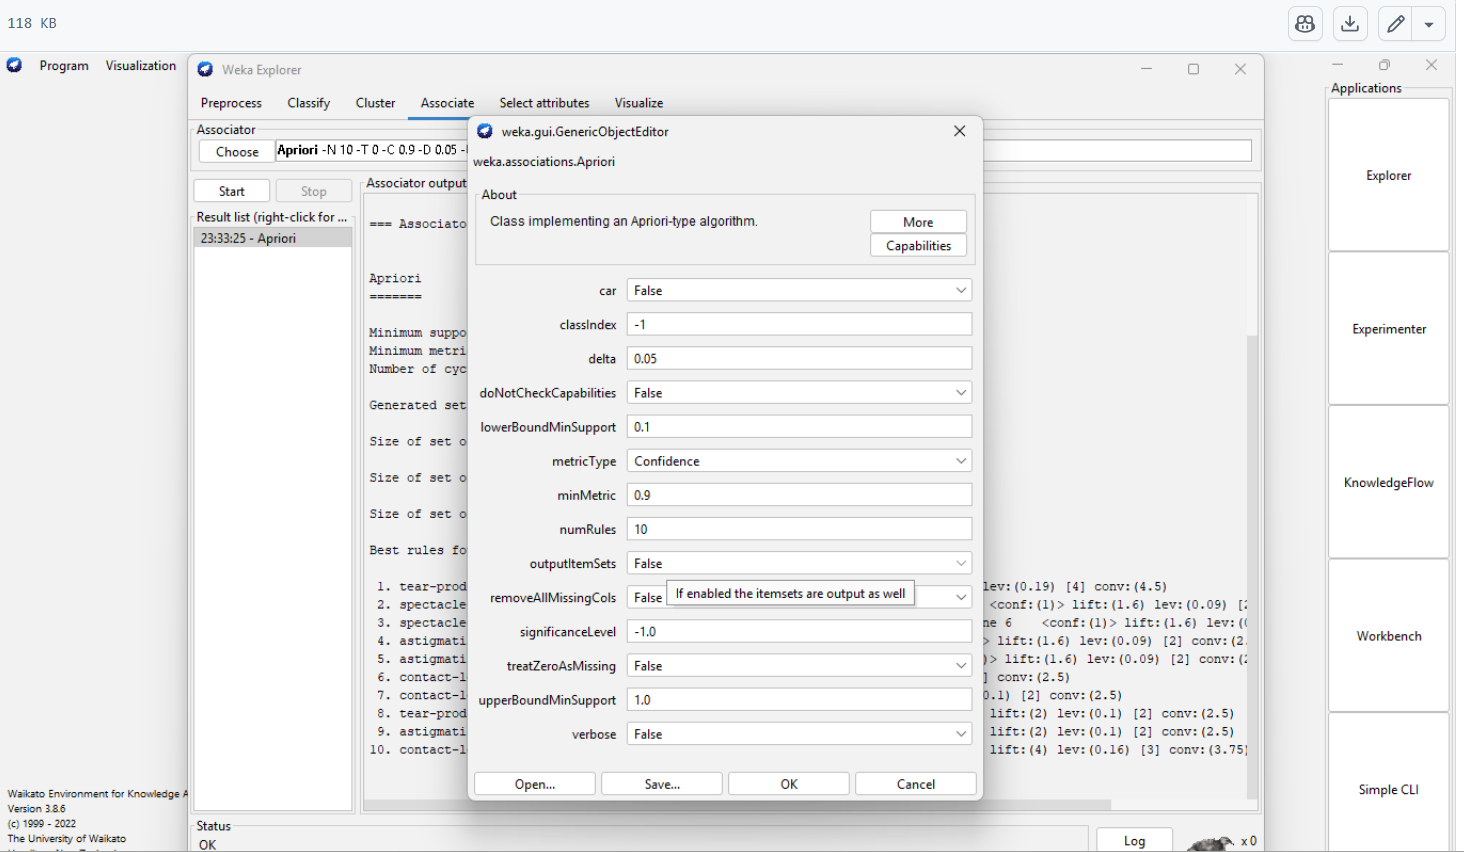 118 KB
Program Visualization
Weka Explorer
Preprocess Classify Cluster Associate Select attributes Visualize
Associator
Choose Apriori -N 10 -T 0 -C 0.9 -D 0.05 -
Start Stop
Result list (right-click for ...
23:33:25 - Apriori
Associator output
=== Associato
Apriori
=======
Minimum suppo
Minimum metri
Number of cyc
Generated set
Size of set o
Size of set o
Size of set o
Best rules fo
1. tear-prod lev:(0.19) [4] conv:(4.5)
2. spectacle <conf:(1)> lift:(1.6) lev:(0.09) [2
3. spectacle ne 6 <conf:(1)> lift:(1.6) lev:(
4. astigmati > lift:(1.6) lev:(0.09) [2] conv:(2.
5. astigmati )> lift:(1.6) lev:(0.09) [2] conv:(2
6. contact-l ] conv:(2.5)
7. contact-l 0.1) [2] conv:(2.5)
8. tear-prod lift:(2) lev:(0.1) [2] conv:(2.5)
9. astigmati lift:(2) lev:(0.1) [2] conv:(2.5)
10. contact-l lift:(4) lev:(0.16) [3] conv:(3.75)
weka.gui.GenericObjectEditor
weka.associations.Apriori
About
Class implementing an Apriori-type algorithm.
More
Capabilities
car False
classIndex -1
delta 0.05
doNotCheckCapabilities False
lowerBoundMinSupport 0.1
metricType Confidence
minMetric 0.9
numRules 10
outputItemSets False
If enabled the itemsets are output as well
removeAllMissingCols False
significanceLevel -1.0
treatZeroAsMissing False
upperBoundMinSupport 1.0
verbose False
Open... Save... OK Cancel
Applications
Explorer
Experimenter
KnowledgeFlow
Workbench
Simple CLI
Waikato Environment for Knowledge A
Version 3.8.6
(c) 1999 - 2022
The University of Waikato
Status
OK
Log
x 0